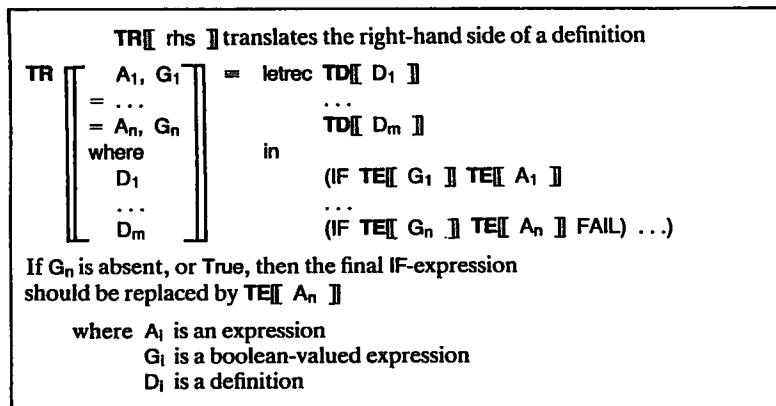 TR⟦ rhs ⟧ translates the right-hand side of a definition
TR ⟦ A₁, G₁ ⟧ = letrec TD⟦ D₁ ⟧
= ... ...
= Aₙ, Gₙ TD⟦ Dₘ ⟧
where in
D₁ (IF TE⟦ G₁ ⟧ TE⟦ A₁ ⟧
... ...
Dₘ (IF TE⟦ Gₙ ⟧ TE⟦ Aₙ ⟧ FAIL) ...)
If Gₙ is absent, or True, then the final IF-expression
should be replaced by TE⟦ Aₙ ⟧
where Aᵢ is an expression
Gᵢ is a boolean-valued expression
Dᵢ is a definition